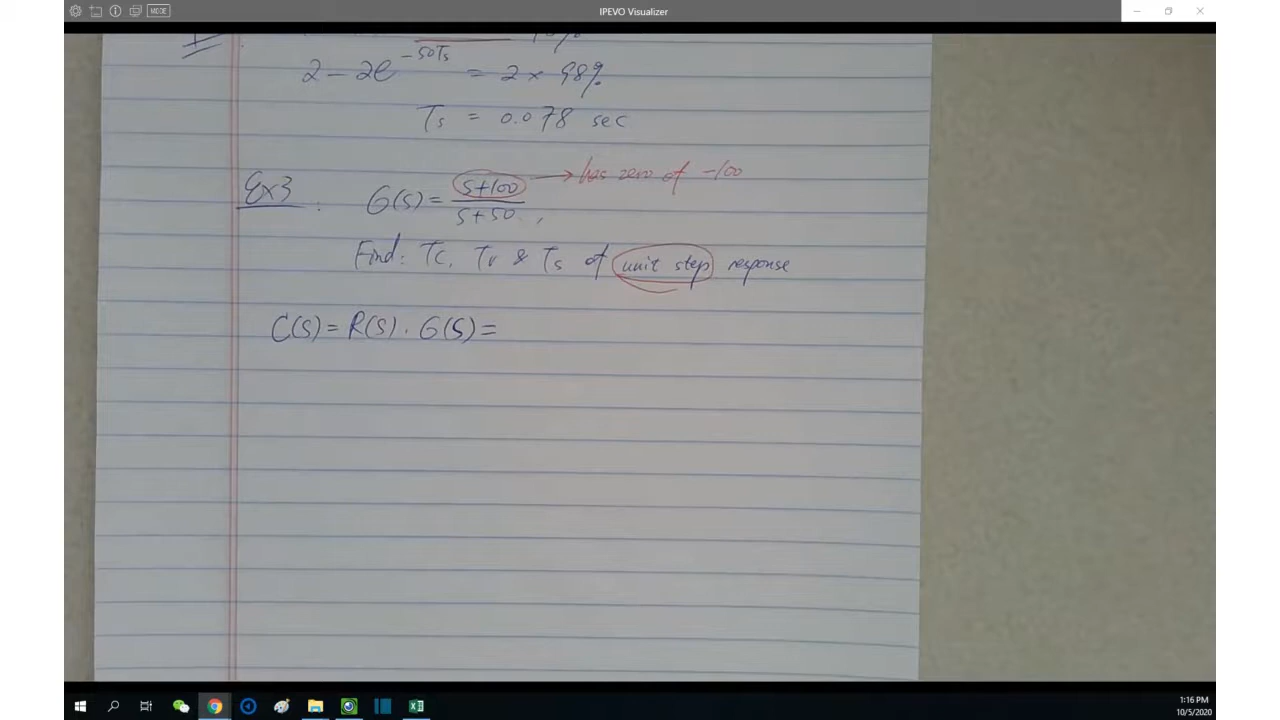 IPEVO Visualizer
MODE
2 - 2e^{-50Ts} = 2 × 98%
Ts = 0.078 sec
Ex3 : G(s) = (s+100)/(s+50) , → has zero of -100
Find: Tc, Tr & Ts of unit step response
C(s) = R(s) · G(s) =
1:16 PM
10/5/2020